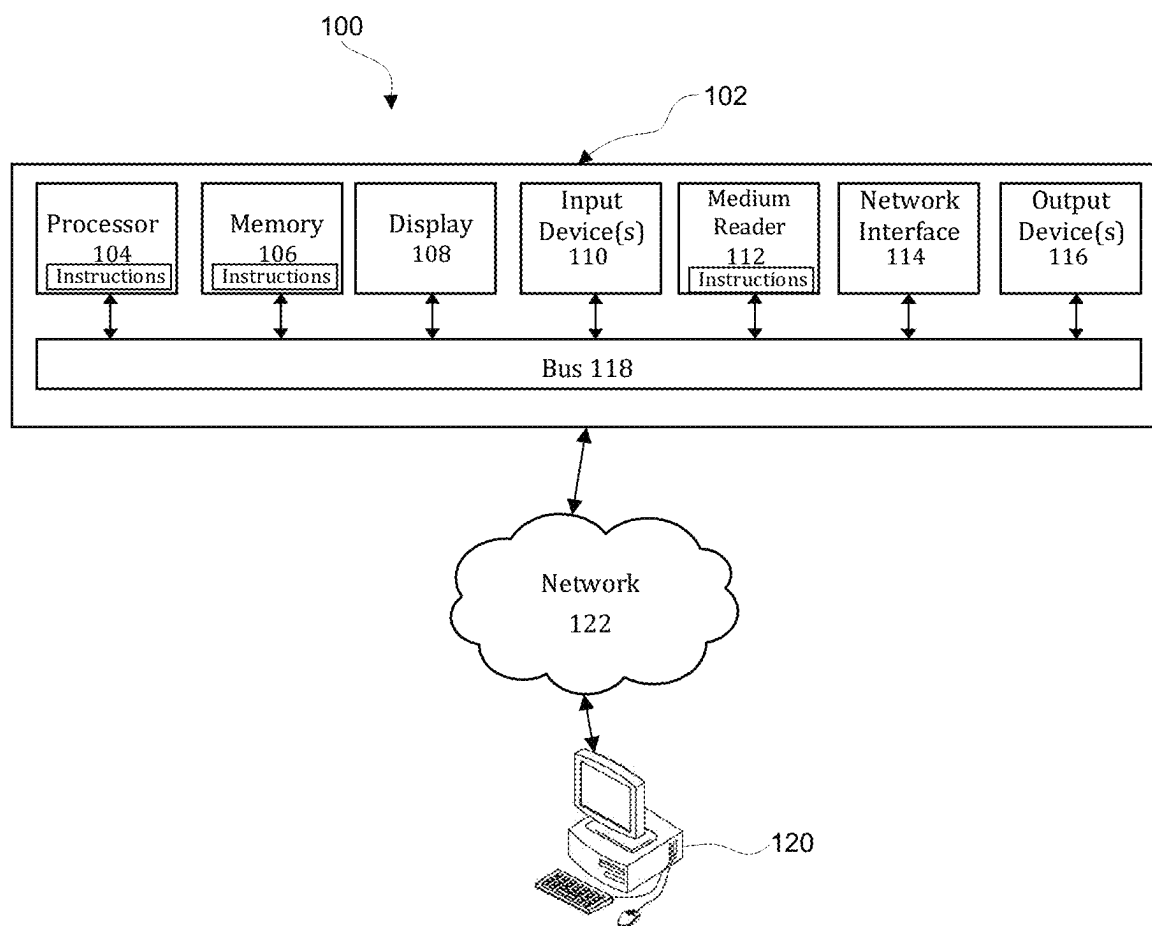 100
102
Processor
104
Instructions
Memory
106
Instructions
Display
108
Input
Device(s)
110
Medium
Reader
112
Instructions
Network
Interface
114
Output
Device(s)
116
Bus 118
Network
122
120